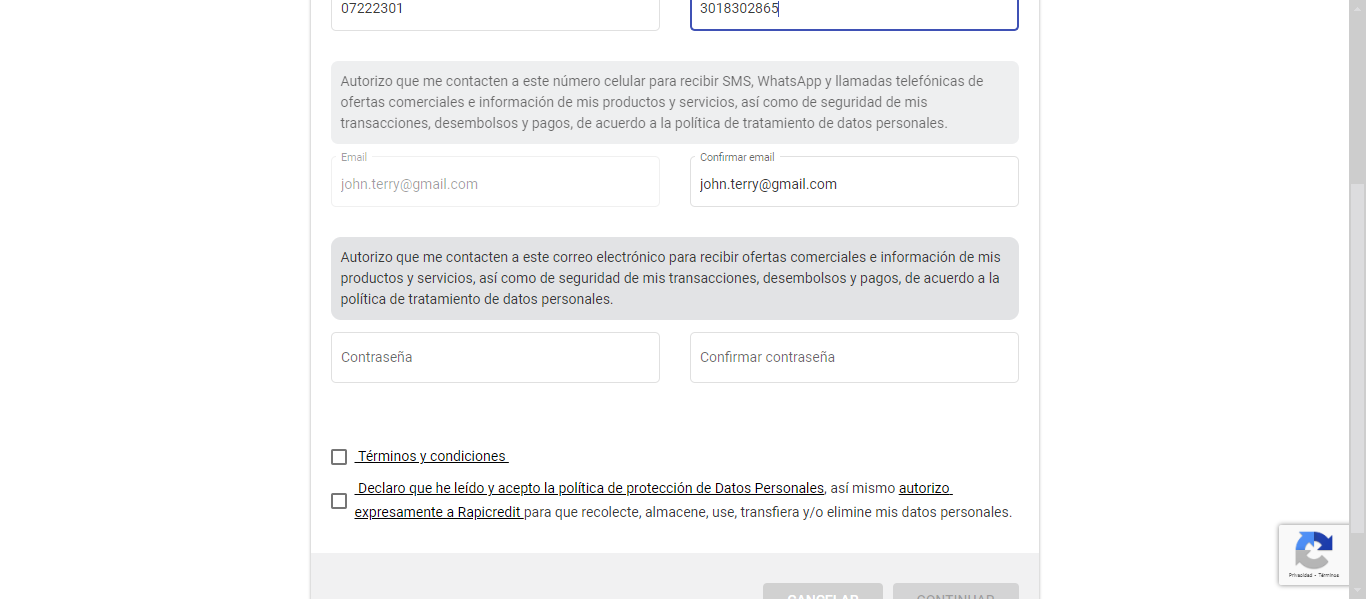 07222301
3018302865
Autorizo que me contacten a este número celular para recibir SMS, WhatsApp y llamadas telefónicas de
ofertas comerciales e información de mis productos y servicios, así como de seguridad de mis
transacciones, desembolsos y pagos, de acuerdo a la política de tratamiento de datos personales.
Email
john.terry@gmail.com
Confirmar email
john.terry@gmail.com
Autorizo que me contacten a este correo electrónico para recibir ofertas comerciales e información de mis
productos y servicios, así como de seguridad de mis transacciones, desembolsos y pagos, de acuerdo a la
política de tratamiento de datos personales.
Contraseña
Confirmar contraseña
Términos y condiciones
Declaro que he leído y acepto la política de protección de Datos Personales, así mismo autorizo
expresamente a Rapicredit para que recolecte, almacene, use, transfiera y/o elimine mis datos personales.
Privacidad - Términos
CANCELAR
CONTINUAR